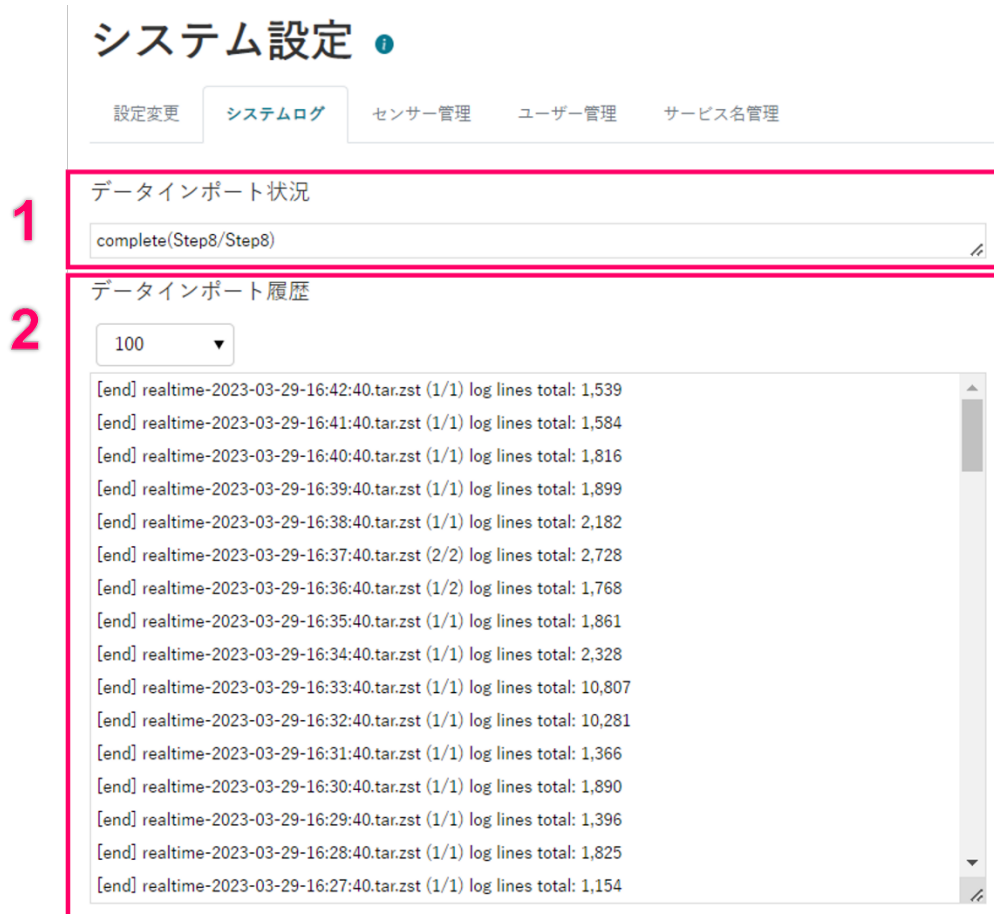 システム設定 i
設定変更 システムログ センサー管理 ユーザー管理 サービス名管理
1
データインポート状況
complete(Step8/Step8)
2
データインポート履歴
100
[end] realtime-2023-03-29-16:42:40.tar.zst (1/1) log lines total: 1,539
[end] realtime-2023-03-29-16:41:40.tar.zst (1/1) log lines total: 1,584
[end] realtime-2023-03-29-16:40:40.tar.zst (1/1) log lines total: 1,816
[end] realtime-2023-03-29-16:39:40.tar.zst (1/1) log lines total: 1,899
[end] realtime-2023-03-29-16:38:40.tar.zst (1/1) log lines total: 2,182
[end] realtime-2023-03-29-16:37:40.tar.zst (2/2) log lines total: 2,728
[end] realtime-2023-03-29-16:36:40.tar.zst (1/2) log lines total: 1,768
[end] realtime-2023-03-29-16:35:40.tar.zst (1/1) log lines total: 1,861
[end] realtime-2023-03-29-16:34:40.tar.zst (1/1) log lines total: 2,328
[end] realtime-2023-03-29-16:33:40.tar.zst (1/1) log lines total: 10,807
[end] realtime-2023-03-29-16:32:40.tar.zst (1/1) log lines total: 10,281
[end] realtime-2023-03-29-16:31:40.tar.zst (1/1) log lines total: 1,366
[end] realtime-2023-03-29-16:30:40.tar.zst (1/1) log lines total: 1,890
[end] realtime-2023-03-29-16:29:40.tar.zst (1/1) log lines total: 1,396
[end] realtime-2023-03-29-16:28:40.tar.zst (1/1) log lines total: 1,825
[end] realtime-2023-03-29-16:27:40.tar.zst (1/1) log lines total: 1,154